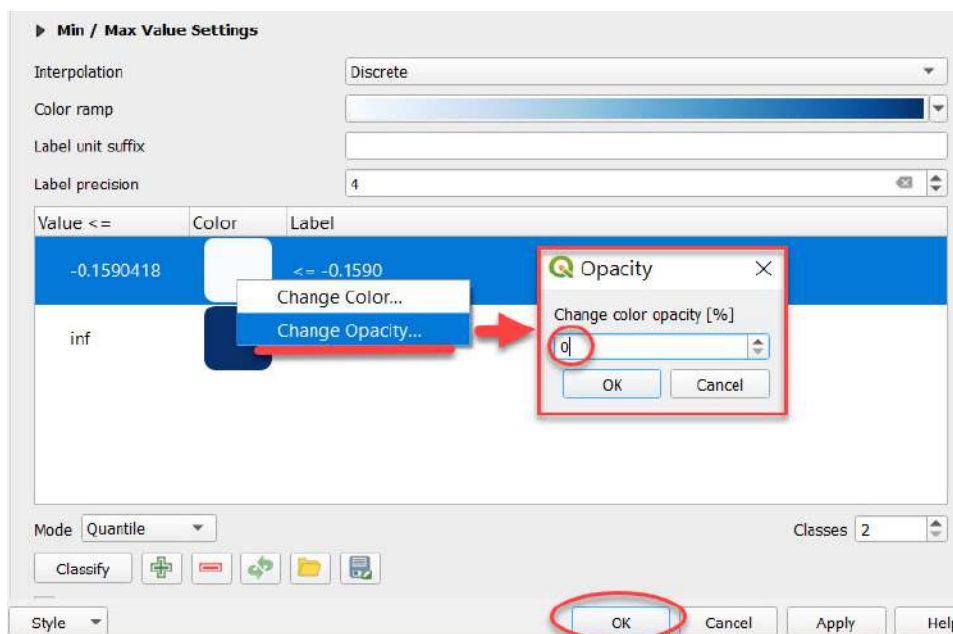 Min / Max Value Settings
Interpolation Discrete
Color ramp
Label unit suffix
Label precision 4
Value <= Color Label
-0.1590418 <= -0.1590
Change Color...
Change Opacity...
inf
Opacity
Change color opacity [%]
0
OK Cancel
Mode Quantile Classes 2
Classify
Style OK Cancel Apply Help